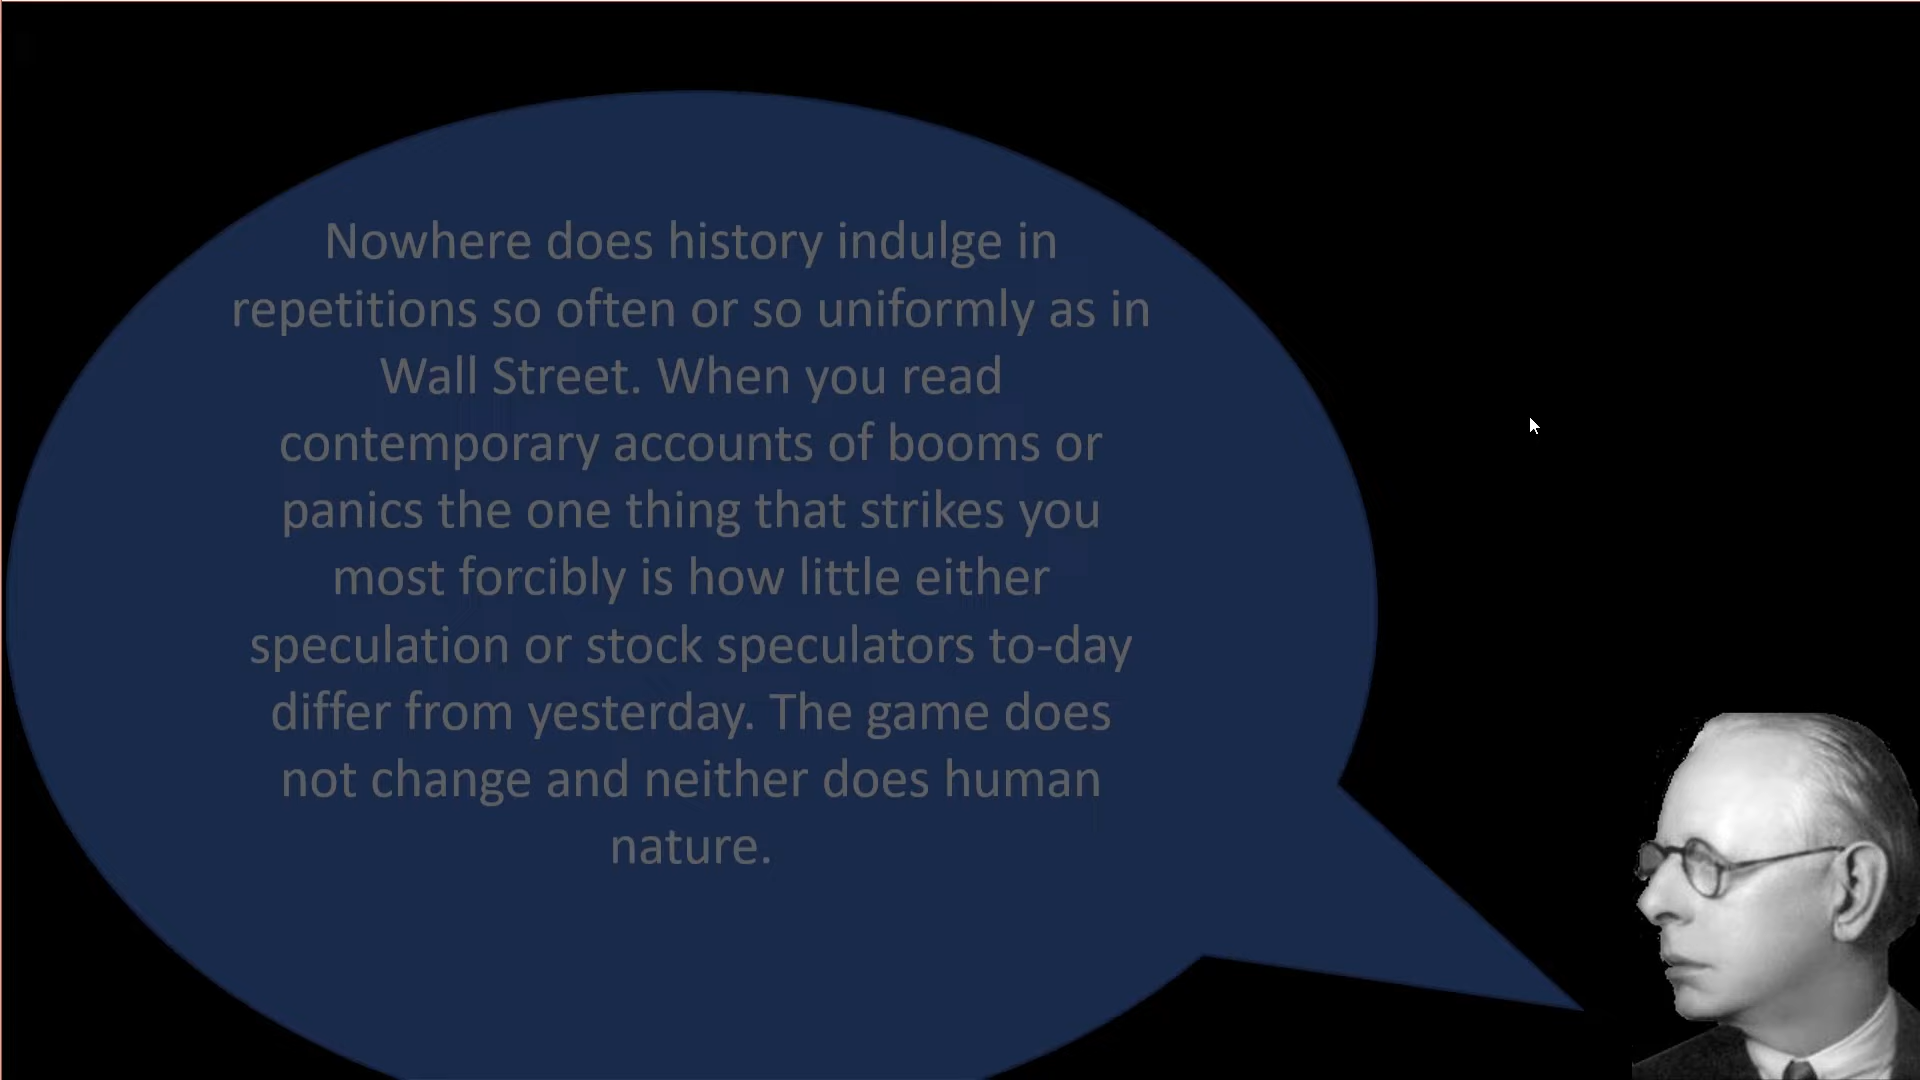 Nowhere does history indulge in
repetitions so often or so uniformly as in
Wall Street. When you read
contemporary accounts of booms or
panics the one thing that strikes you
most forcibly is how little either
speculation or stock speculators to-day
differ from yesterday. The game does
not change and neither does human
nature.